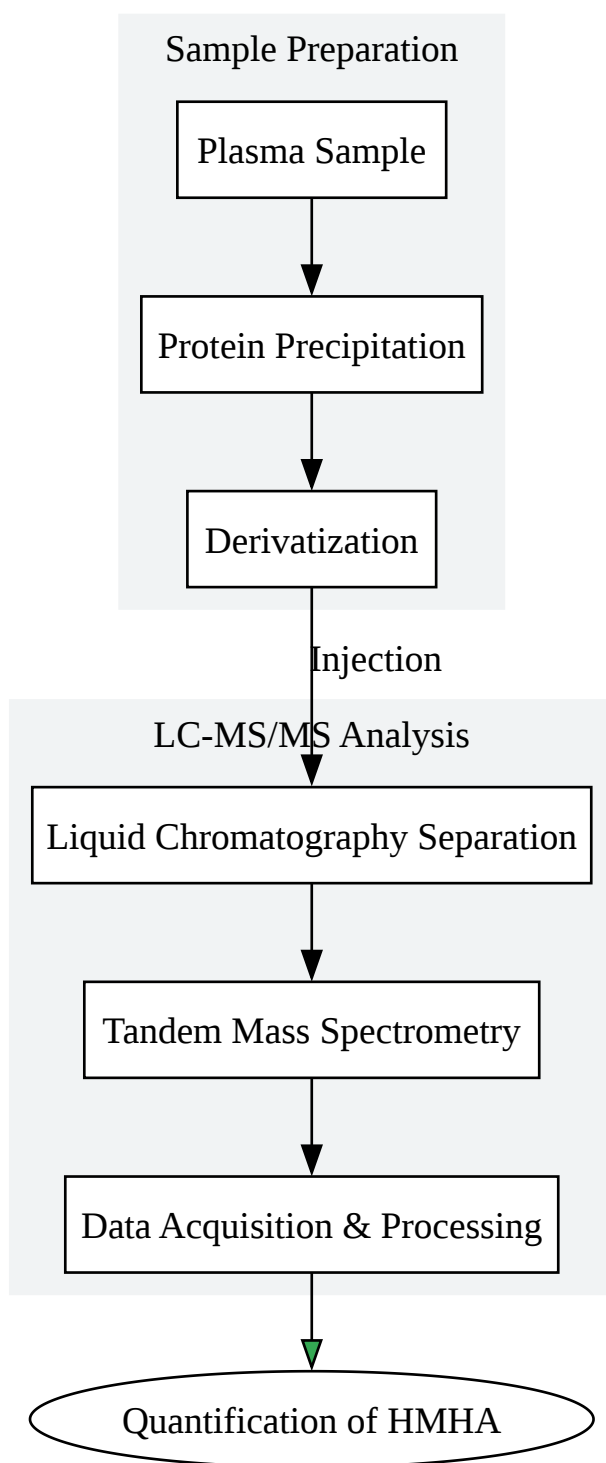 Sample Preparation
Plasma Sample
Protein Precipitation
Derivatization
Injection
LC-MS/MS Analysis
Liquid Chromatography Separation
Tandem Mass Spectrometry
Data Acquisition & Processing
Quantification of HMHA